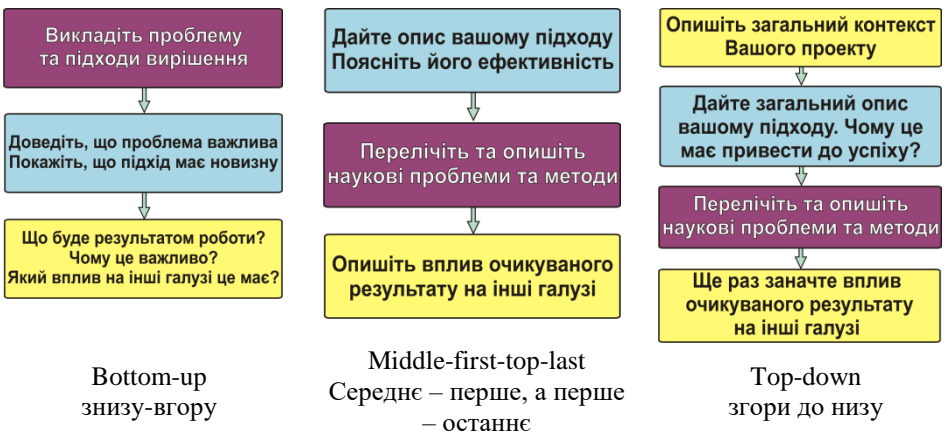 Викладіть проблему
та підходи вирішення
Доведіть, що проблема важлива
Покажіть, що підхід має новизну
Що буде результатом роботи?
Чому це важливо?
Який вплив на інші галузі це має?
Bottom-up
знизу-вгору
Дайте опис вашому підходу
Поясніть його ефективність
Перелічіть та опишіть
наукові проблеми та методи
Опишіть вплив очикуваного
результату на інші галузі
Middle-first-top-last
Середнє – перше, а перше
– останнє
Опишіть загальний контекст
Вашого проекту
Дайте загальний опис
вашому підходу. Чому це
має привести до успіху?
Перелічіть та опишіть
наукові проблеми та методи
Ще раз заначте вплив
очикуваного результату
на інші галузі
Top-down
згори до низу